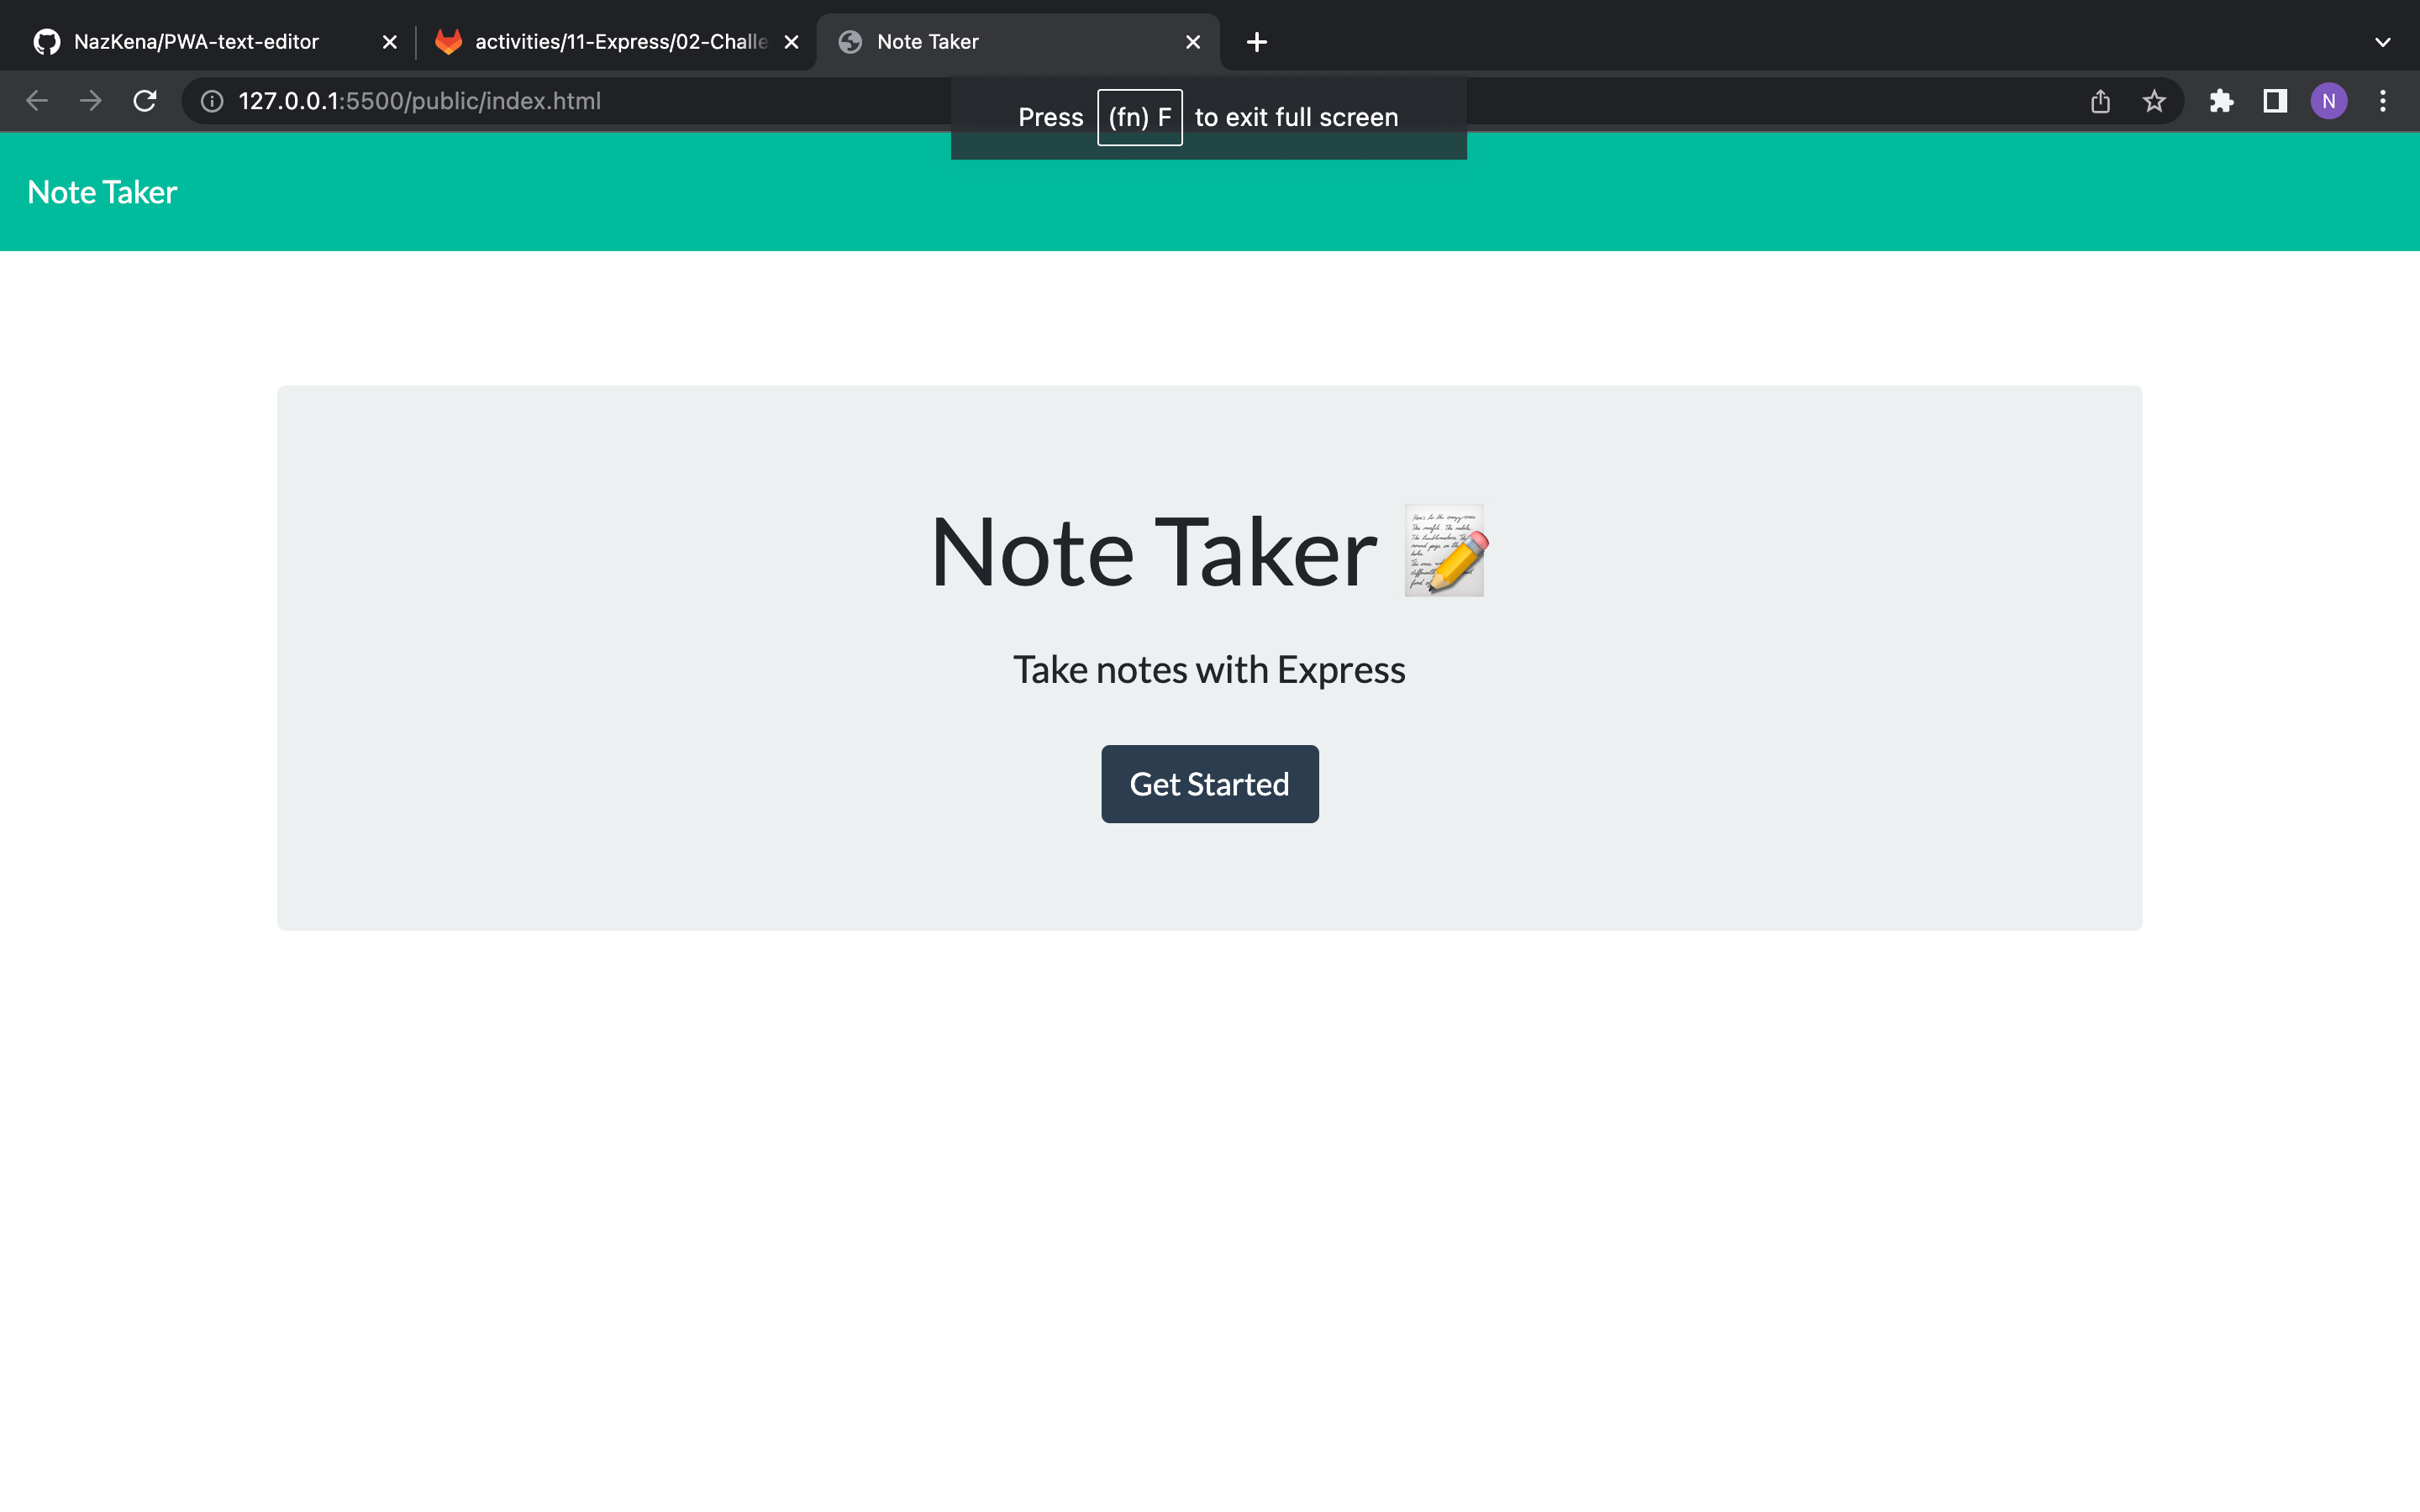 NazKena/PWA-text-editor
activities/11-Express/02-Challe
Note Taker
127.0.0.1:5500/public/index.html
N
Press (fn) F to exit full screen
Note Taker
Note Taker
Take notes with Express
Get Started